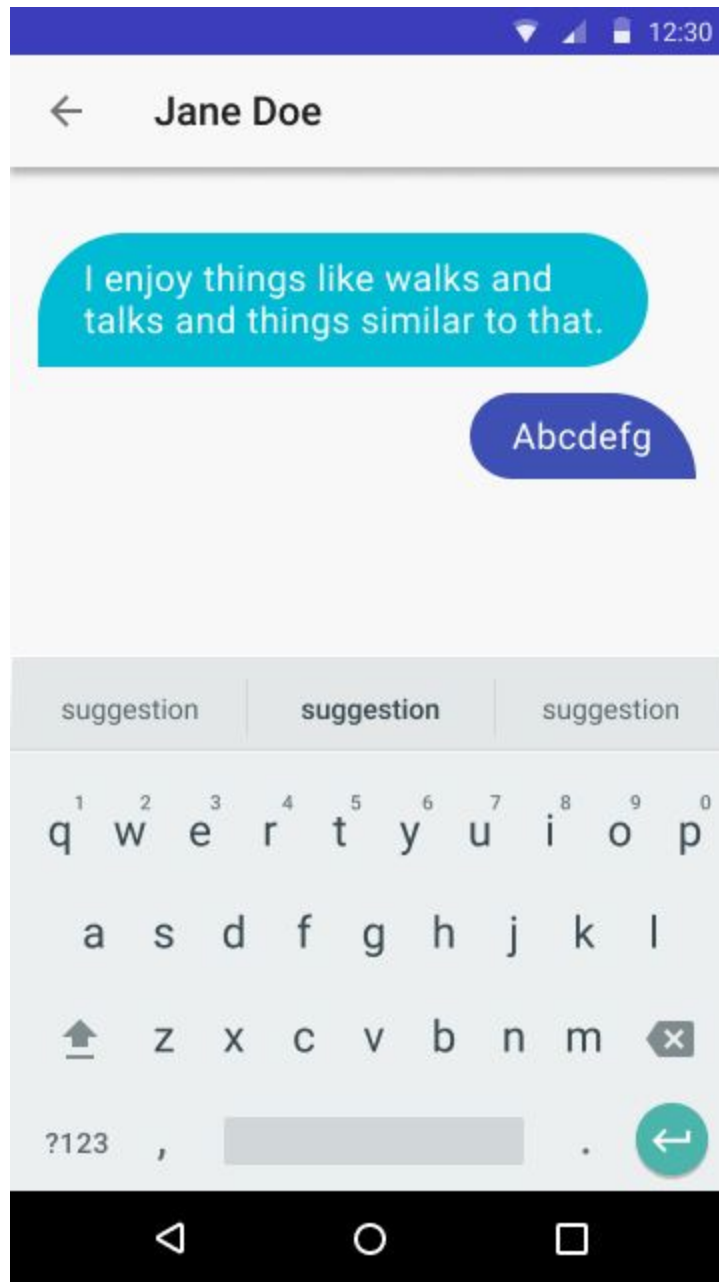 12:30
Jane Doe
I enjoy things like walks and
talks and things similar to that.
Abcdefg
suggestion suggestion suggestion
1 2 3 4 5 6 7 8 9 0
q w e r t y u i o p
a s d f g h j k l
z x c v b n m
?123 , .